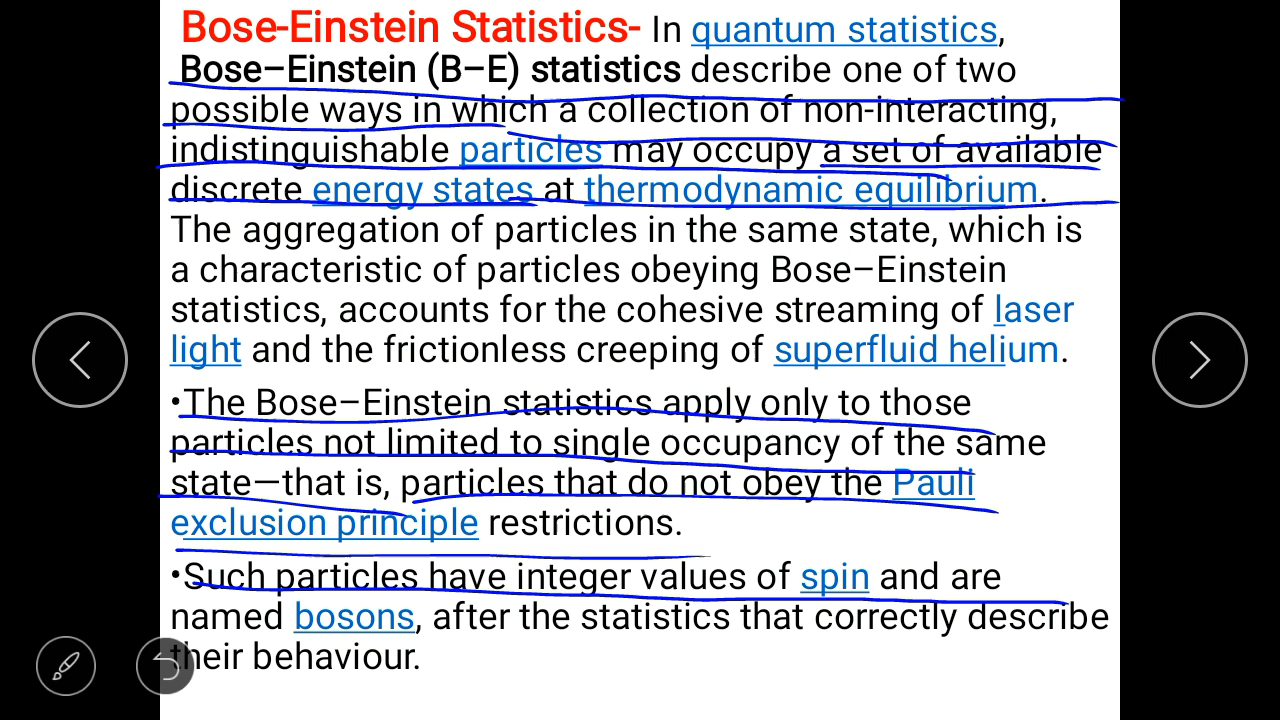 Bose-Einstein Statistics- In quantum statistics,
Bose–Einstein (B–E) statistics describe one of two
possible ways in which a collection of non-interacting,
indistinguishable particles may occupy a set of available
discrete energy states at thermodynamic equilibrium.
The aggregation of particles in the same state, which is
a characteristic of particles obeying Bose–Einstein
statistics, accounts for the cohesive streaming of laser
light and the frictionless creeping of superfluid helium.
•The Bose–Einstein statistics apply only to those
particles not limited to single occupancy of the same
state—that is, particles that do not obey the Pauli
exclusion principle restrictions.
•Such particles have integer values of spin and are
named bosons, after the statistics that correctly describe
their behaviour.